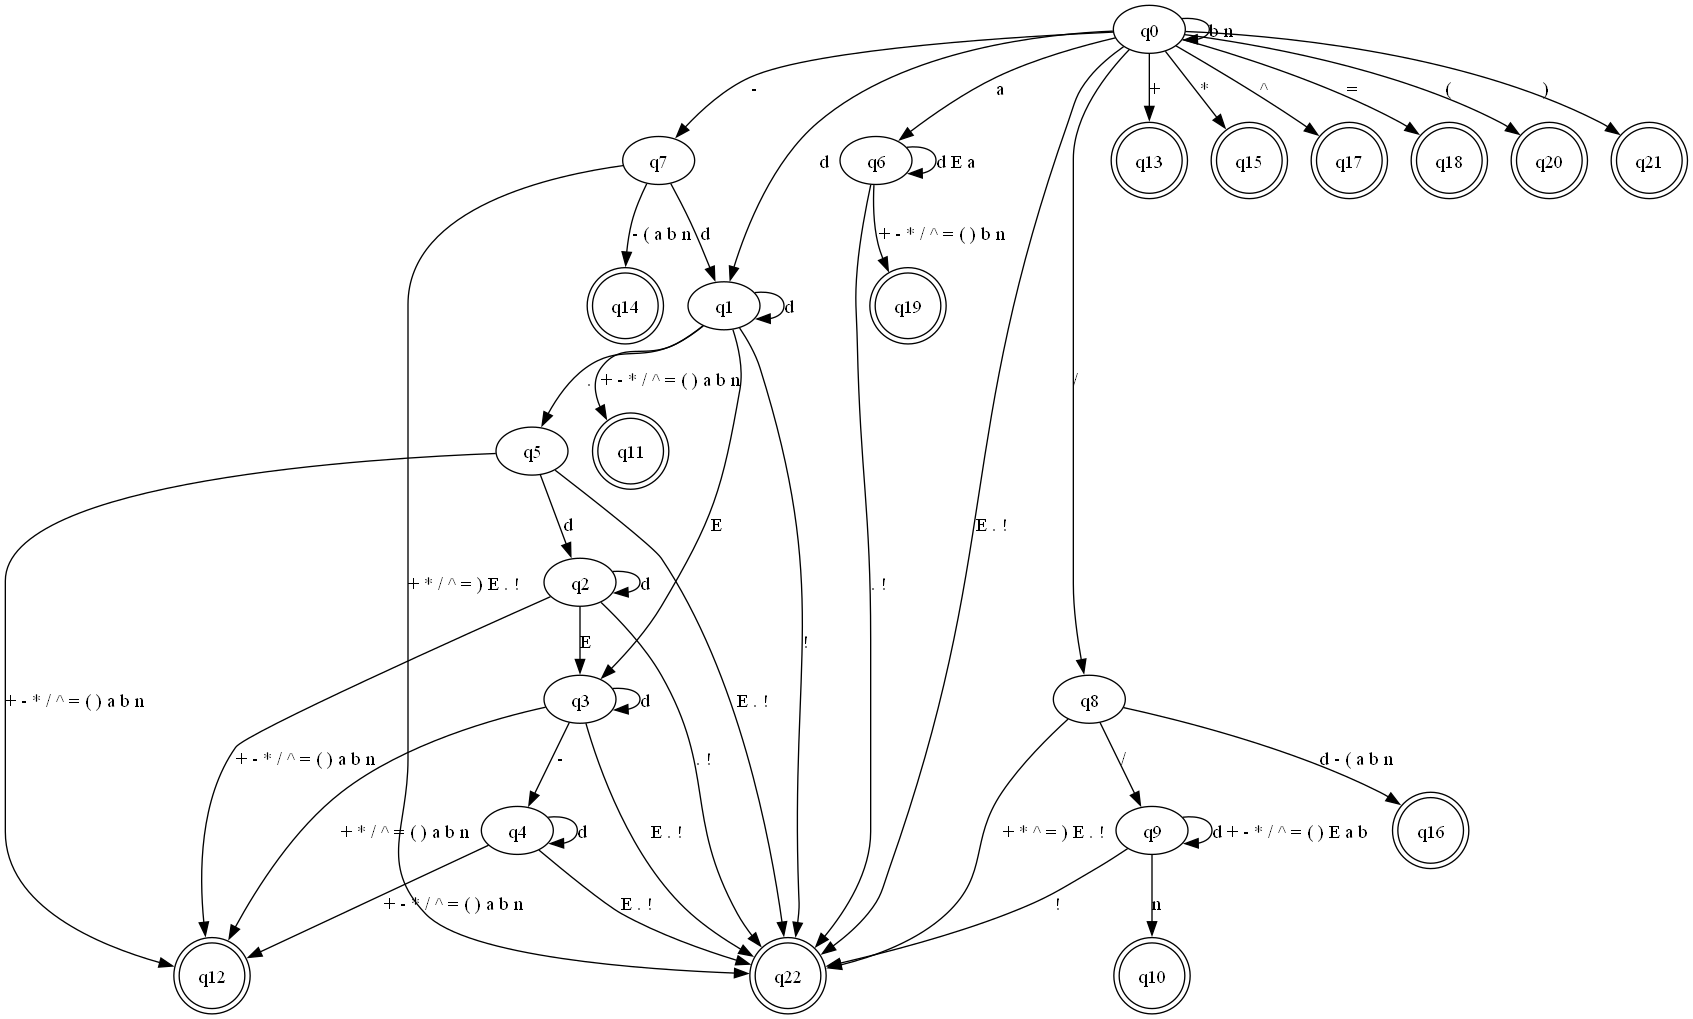 q0
b n
-
a
+
*
^
=
(
)
q7
d
q6
d E a
q13
q15
q17
q18
q20
q21
- ( a b n
d
+ - * / ^ = ( ) b n
q14
q1
d
q19
.
+ - * / ^ = ( ) a b n
/
q5
q11
d
E
E . !
q2
d
+ * / ^ = ) E . !
. !
E
!
q3
d
+ - * / ^ = ( ) a b n
E . !
q8
+ - * / ^ = ( ) a b n
-
. !
/
d - ( a b n
+ * / ^ = ( ) a b n
q4
d
E . !
+ * ^ = ) E . !
q9
d + - * / ^ = ( ) E a b
q16
+ - * / ^ = ( ) a b n
E . !
!
n
q12
q22
q10